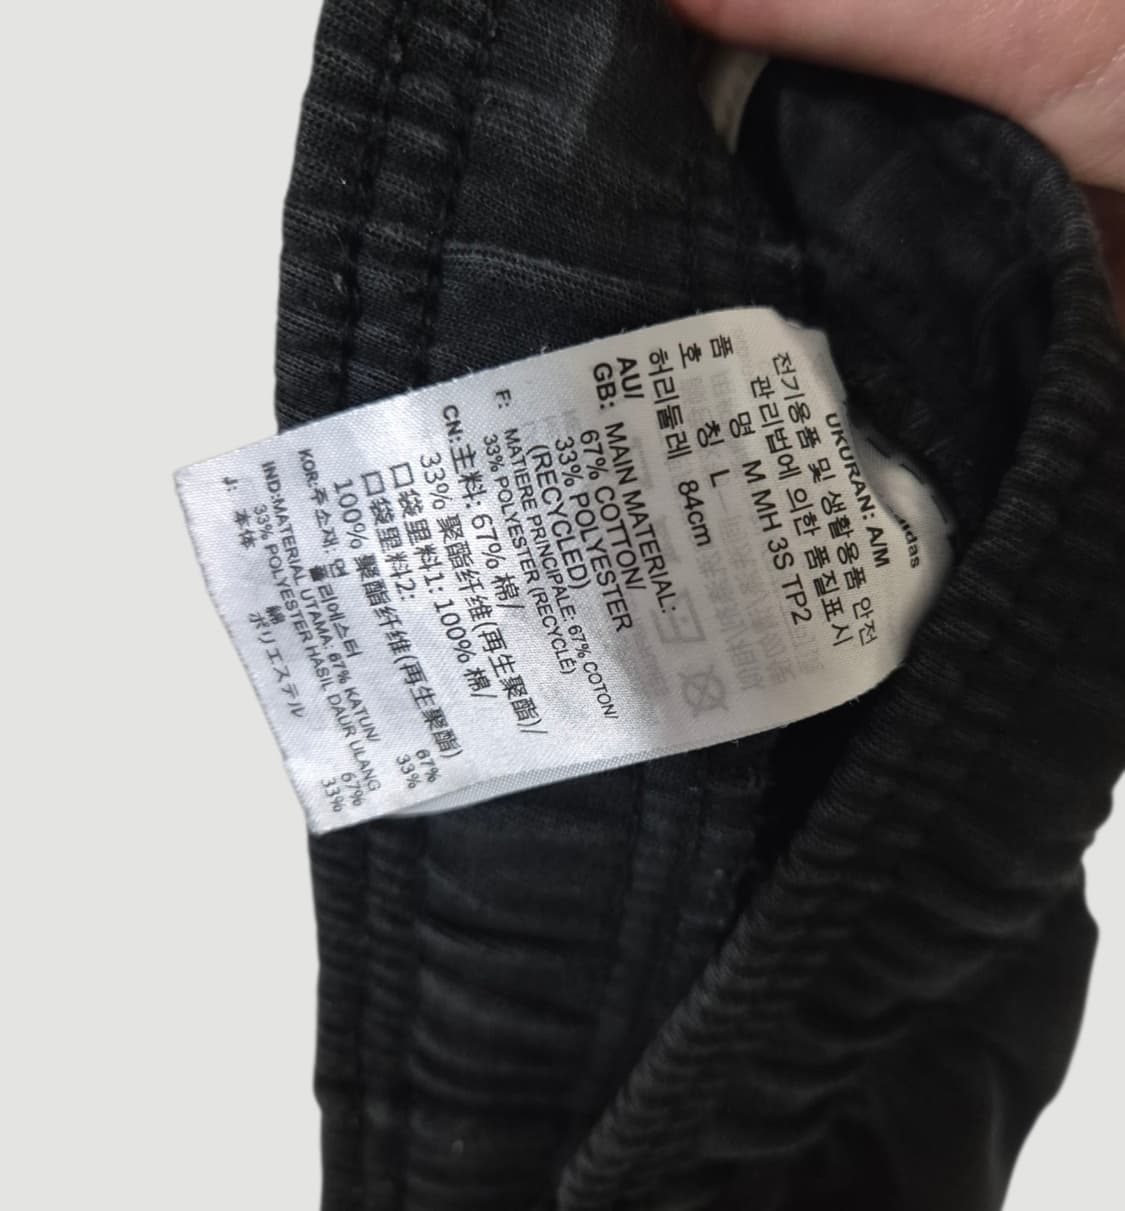 UKURAN: A/M
전기용품 및 생활용품 안전
관리법에 의한 품질표시
품 명 M MH 3S TP2
호 칭 L
허리둘레 84cm
AU/
GB: MAIN MATERIAL:
67% COTTON/
33% POLYESTER
(RECYCLED)
F: MATIERE PRINCIPALE: 67% COTON/
33% POLYESTER (RECYCLÉ)
CN: 主料: 67% 棉/
33% 聚酯纤维(再生聚酯)/
口袋里料1: 100% 棉/
口袋里料2:
100% 聚酯纤维(再生聚酯)
KOR: 주소재: 면 67%
폴리에스터 33%
IND: MATERIAL UTAMA: 67% KATUN/
33% POLYESTER HASIL DAUR ULANG
J: 本体 綿 67%
ポリエステル 33%